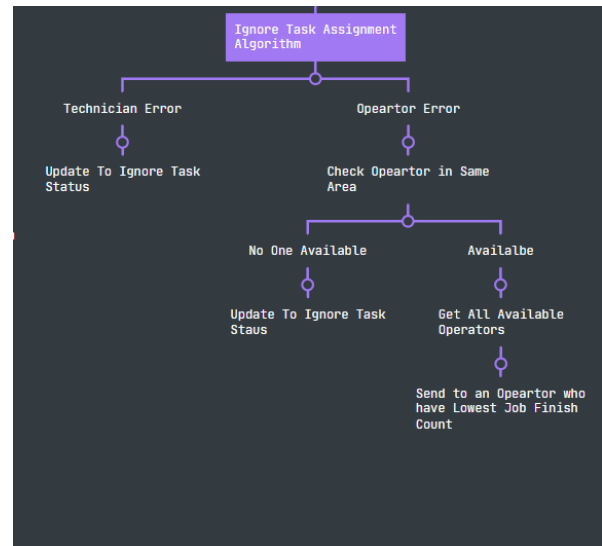 Ignore Task Assignment
Algorithm
Technician Error
Opeartor Error
Update To Ignore Task
Status
Check Opeartor in Same
Area
No One Available
Availalbe
Update To Ignore Task
Staus
Get All Available
Operators
Send to an Opeartor who
have Lowest Job Finish
Count